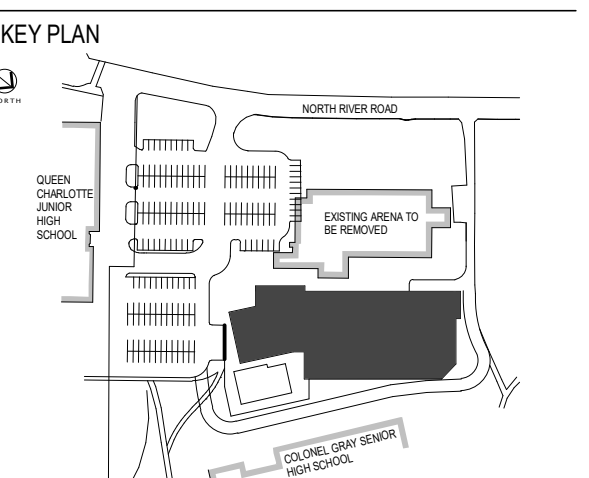 KEY PLAN
ORTH
NORTH RIVER ROAD
QUEEN
CHARLOTTE
JUNIOR
HIGH
SCHOOL
EXISTING ARENA TO
BE REMOVED
COLONEL GRAY SENIOR
HIGH SCHOOL